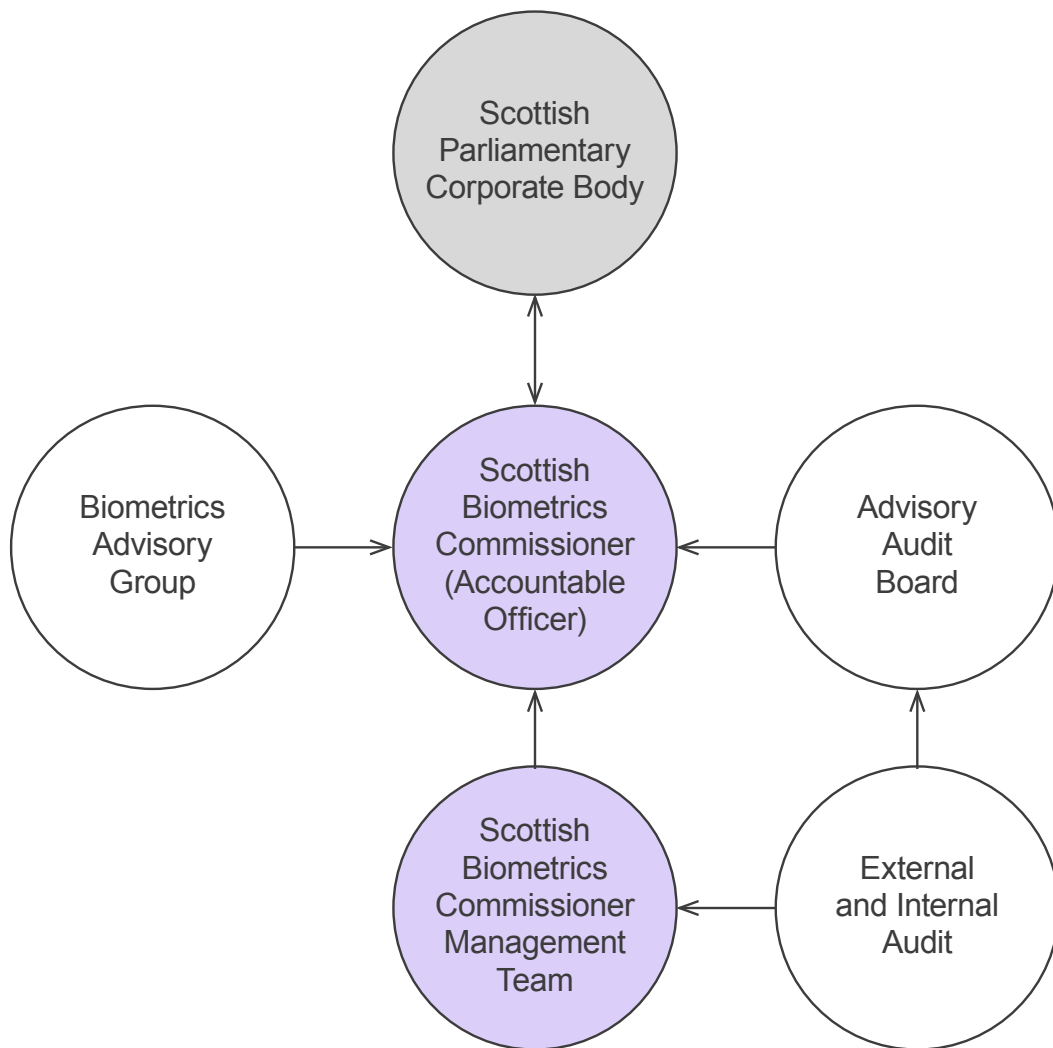 Scottish
Parliamentary
Corporate Body
Biometrics
Advisory
Group
Scottish
Biometrics
Commissioner
(Accountable
Officer)
Advisory
Audit
Board
Scottish
Biometrics
Commissioner
Management
Team
External
and Internal
Audit